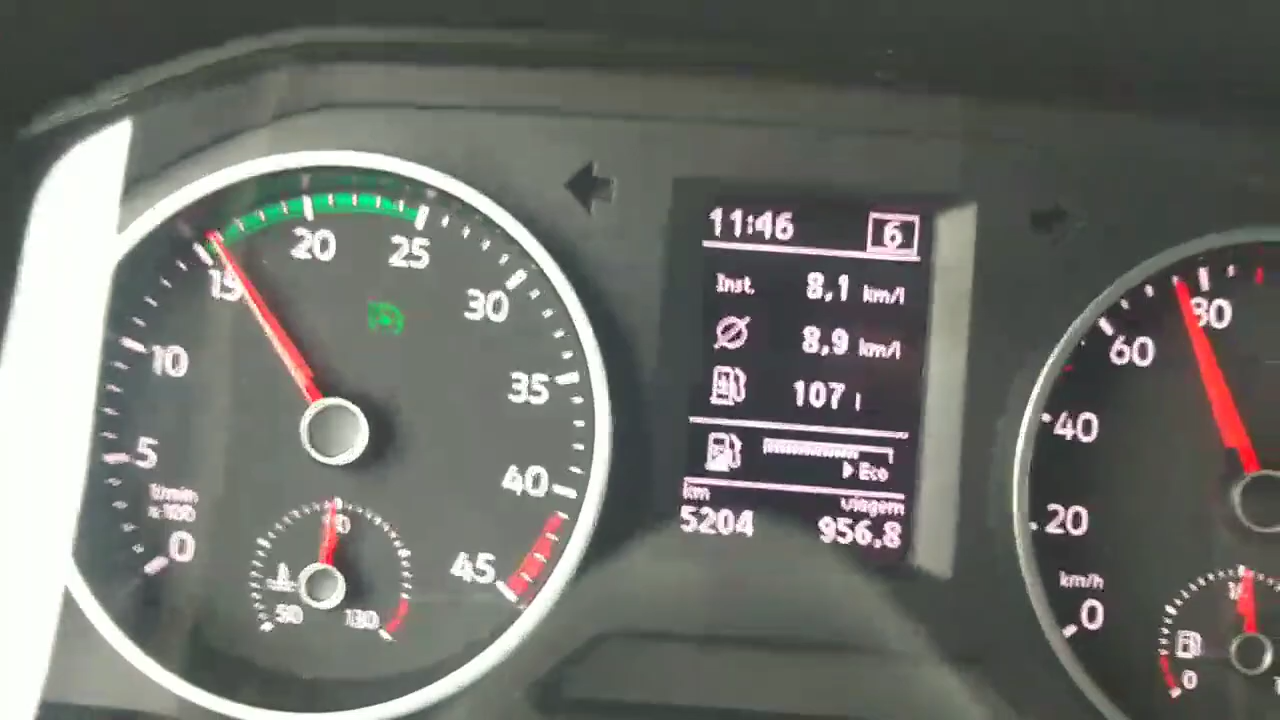 20
25
15
30
10
35
5
40
1/min
x 100
0
90
45
50
130
11:46 6
Inst. 8,1 km/l
8,9 km/l
107 l
Eco
km
viagem
5204 956.8
80
60
40
20
km/h
0
0